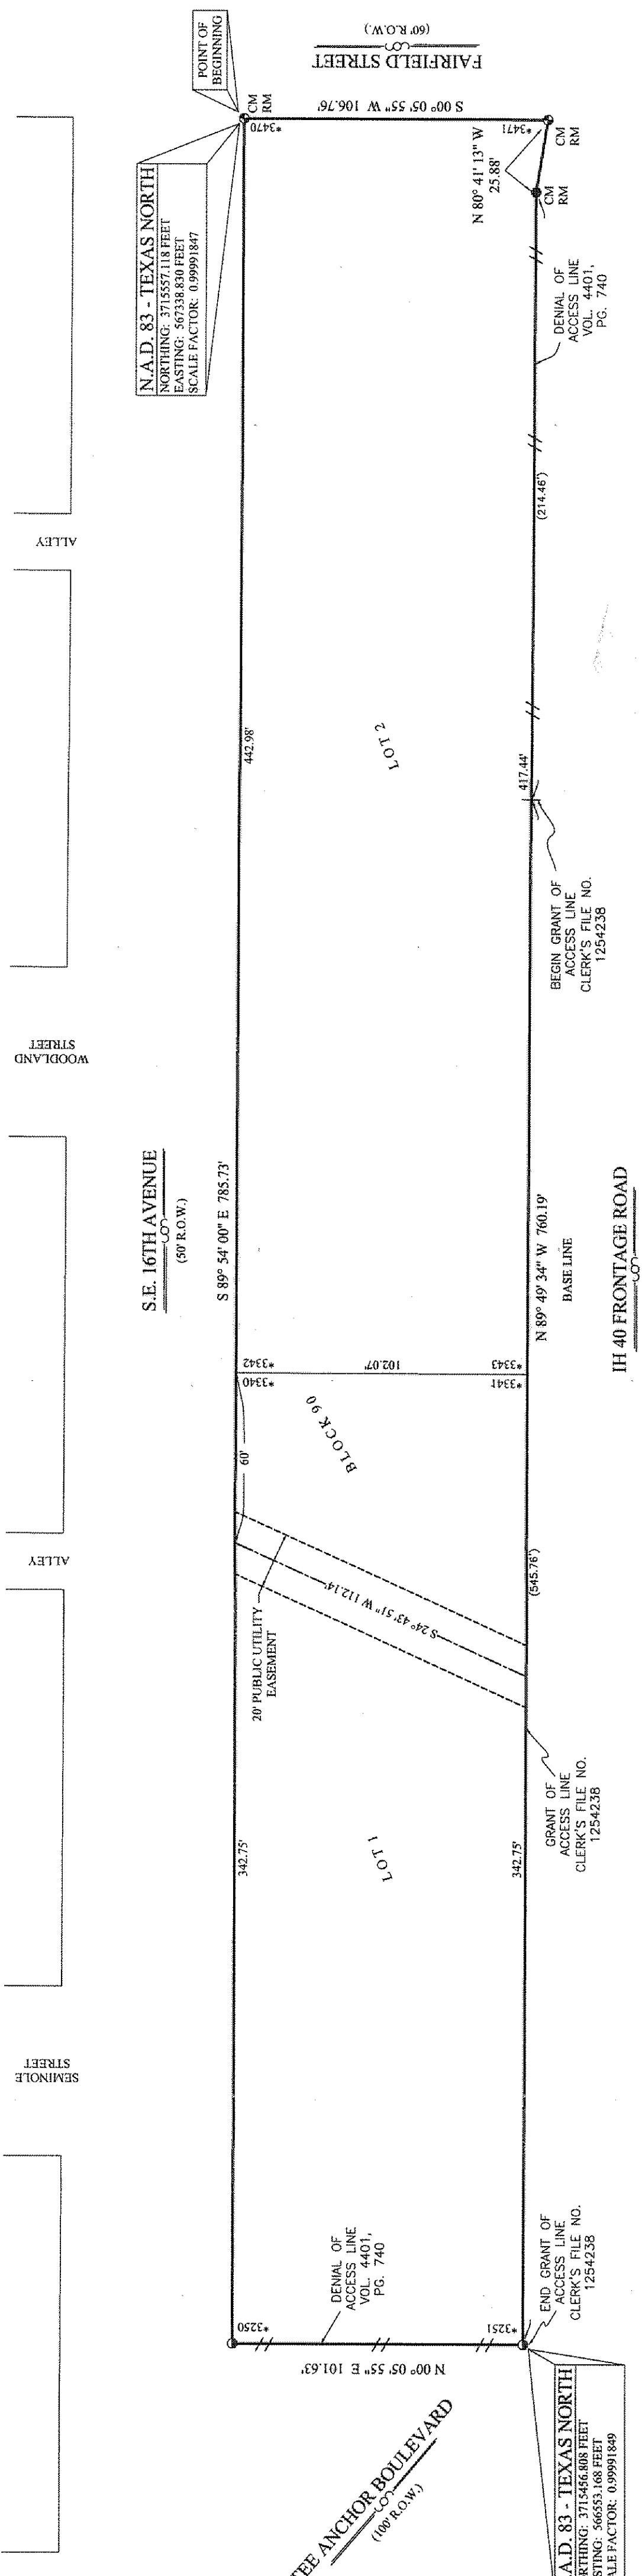 FAIRFIELD STREET
(60' R.O.W.)
POINT OF
BEGINNING
CM
RM
*3470
S 00° 05' 55" W 106.76'
*3471
CM
RM
N 80° 41' 13" W
25.88'
CM
RM
N.A.D. 83 - TEXAS NORTH
NORTHING: 3715557.118 FEET
EASTING: 567338.830 FEET
SCALE FACTOR: 0.99991847
DENIAL OF
ACCESS LINE
VOL. 4401,
PG. 740
(214.46')
ALLEY
442.98'
LOT 2
417.44'
BEGIN GRANT OF
ACCESS LINE
CLERK'S FILE NO.
1254238
WOODLAND
STREET
S.E. 16TH AVENUE
(50' R.O.W.)
S 89° 54' 00" E 785.73'
N 89° 49' 34" W 760.19'
BASE LINE
IH 40 FRONTAGE ROAD
*3342
*3340
102.07'
*3343
*3341
BLOCK 90
60'
ALLEY
20' PUBLIC UTILITY
EASEMENT
S 24° 43' 51" W 112.14'
(545.76')
GRANT OF
ACCESS LINE
CLERK'S FILE NO.
1254238
342.75'
LOT 1
342.75'
SEMINOLE
STREET
DENIAL OF
ACCESS LINE
VOL. 4401,
PG. 740
*3250
*3251
N 00° 05' 55" E 101.63'
END GRANT OF
ACCESS LINE
CLERK'S FILE NO.
1254238
TEE ANCHOR BOULEVARD
(100' R.O.W.)
A.D. 83 - TEXAS NORTH
RTHING: 3715456.808 FEET
STING: 566553.168 FEET
ALE FACTOR: 0.99991849